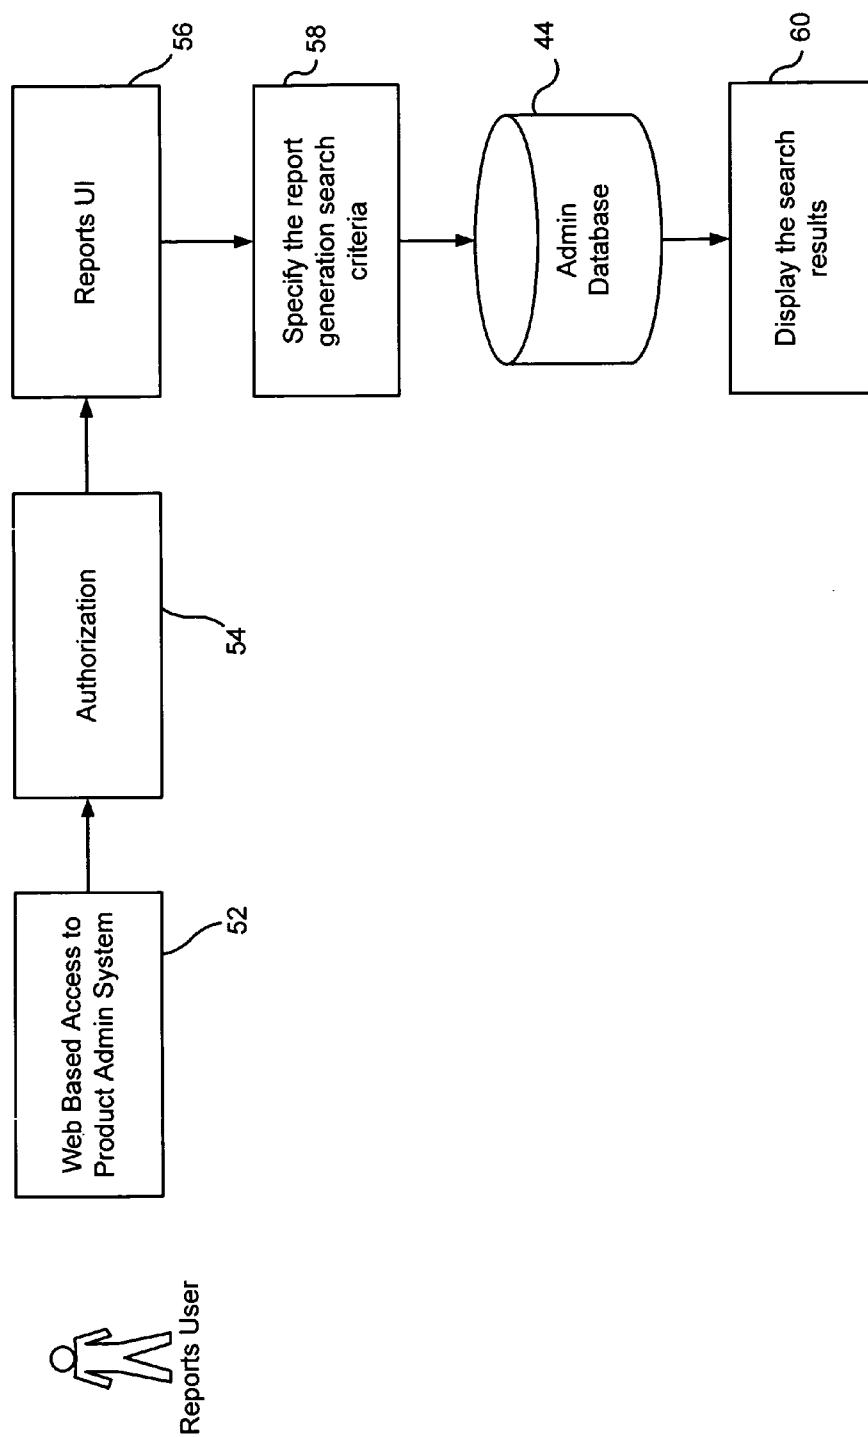 Reports User
Web Based Access to
Product Admin System
52
Authorization
54
Reports UI
56
Specify the report
generation search
criteria
58
Admin
Database
44
Display the search
results
60